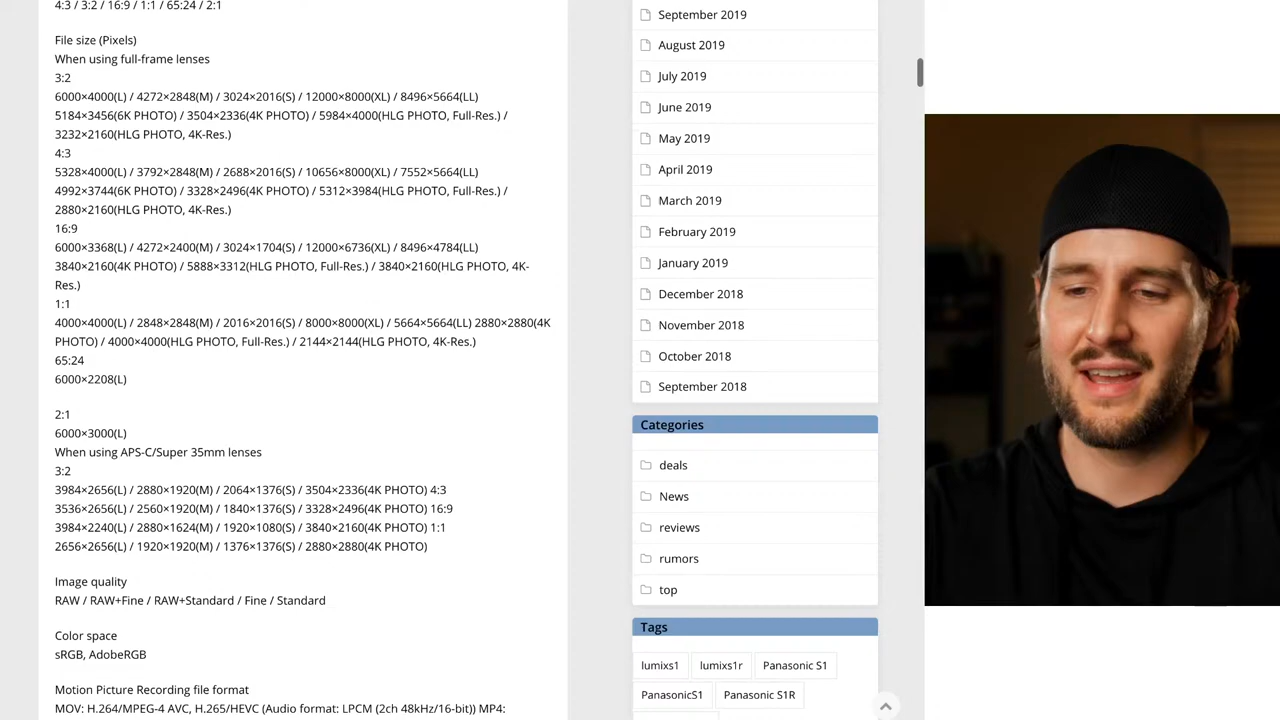 4:3 / 3:2 / 16:9 / 1:1 / 65:24 / 2:1
File size (Pixels)
When using full-frame lenses
3:2
6000×4000(L) / 4272×2848(M) / 3024×2016(S) / 12000×8000(XL) / 8496×5664(LL)
5184×3456(6K PHOTO) / 3504×2336(4K PHOTO) / 5984×4000(HLG PHOTO, Full-Res.) /
3232×2160(HLG PHOTO, 4K-Res.)
4:3
5328×4000(L) / 3792×2848(M) / 2688×2016(S) / 10656×8000(XL) / 7552×5664(LL)
4992×3744(6K PHOTO) / 3328×2496(4K PHOTO) / 5312×3984(HLG PHOTO, Full-Res.) /
2880×2160(HLG PHOTO, 4K-Res.)
16:9
6000×3368(L) / 4272×2400(M) / 3024×1704(S) / 12000×6736(XL) / 8496×4784(LL)
3840×2160(4K PHOTO) / 5888×3312(HLG PHOTO, Full-Res.) / 3840×2160(HLG PHOTO, 4K-
Res.)
1:1
4000×4000(L) / 2848×2848(M) / 2016×2016(S) / 8000×8000(XL) / 5664×5664(LL) 2880×2880(4K
PHOTO) / 4000×4000(HLG PHOTO, Full-Res.) / 2144×2144(HLG PHOTO, 4K-Res.)
65:24
6000×2208(L)
2:1
6000×3000(L)
When using APS-C/Super 35mm lenses
3:2
3984×2656(L) / 2880×1920(M) / 2064×1376(S) / 3504×2336(4K PHOTO) 4:3
3536×2656(L) / 2560×1920(M) / 1840×1376(S) / 3328×2496(4K PHOTO) 16:9
3984×2240(L) / 2880×1624(M) / 1920×1080(S) / 3840×2160(4K PHOTO) 1:1
2656×2656(L) / 1920×1920(M) / 1376×1376(S) / 2880×2880(4K PHOTO)
Image quality
RAW / RAW+Fine / RAW+Standard / Fine / Standard
Color space
sRGB, AdobeRGB
Motion Picture Recording file format
MOV: H.264/MPEG-4 AVC, H.265/HEVC (Audio format: LPCM (2ch 48kHz/16-bit)) MP4:
September 2019
August 2019
July 2019
June 2019
May 2019
April 2019
March 2019
February 2019
January 2019
December 2018
November 2018
October 2018
September 2018
Categories
deals
News
reviews
rumors
top
Tags
lumixs1
lumixs1r
Panasonic S1
PanasonicS1
Panasonic S1R